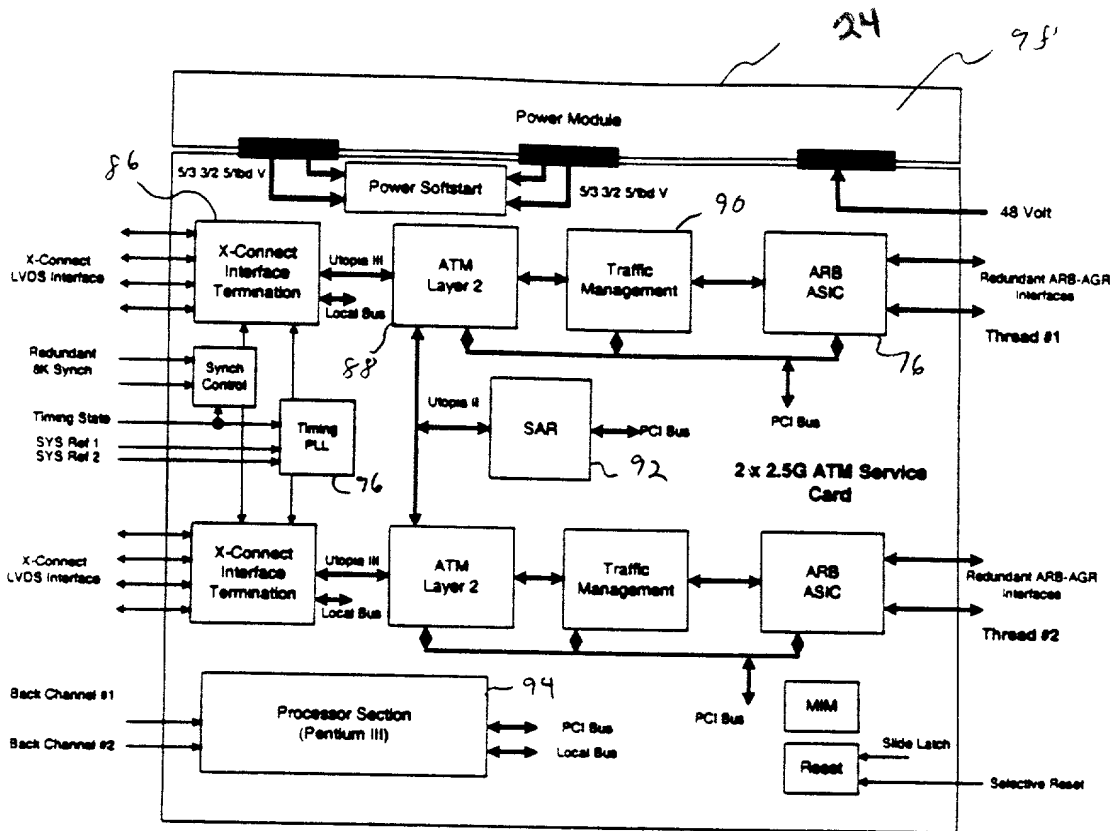 24
Power Module
86
5/3 3/2 5/tbd V
Power Softstart
5/3 3/2 5/tbd V
90
48 Volt
X-Connect
LVDS Interface
X-Connect
Interface
Termination
Utopia III
Local Bus
ATM
Layer 2
Traffic
Management
ARB
ASIC
Redundant ARB-AGR
Interfaces
Thread #1
88
76
Redundant
8K Synch
Synch
Control
Timing State
SYS Ref 1
SYS Ref 2
Timing
PLL
96
Utopia II
SAR
PCI Bus
92
PCI Bus
2 x 2.5G ATM Service
Card
X-Connect
LVDS Interface
X-Connect
Interface
Termination
Utopia III
Local Bus
ATM
Layer 2
Traffic
Management
ARB
ASIC
Redundant ARB-AGR
Interfaces
Thread #2
Back Channel #1
Back Channel #2
Processor Section
(Pentium III)
94
PCI Bus
Local Bus
PCI Bus
MIM
Reset
Slide Latch
Selective Reset